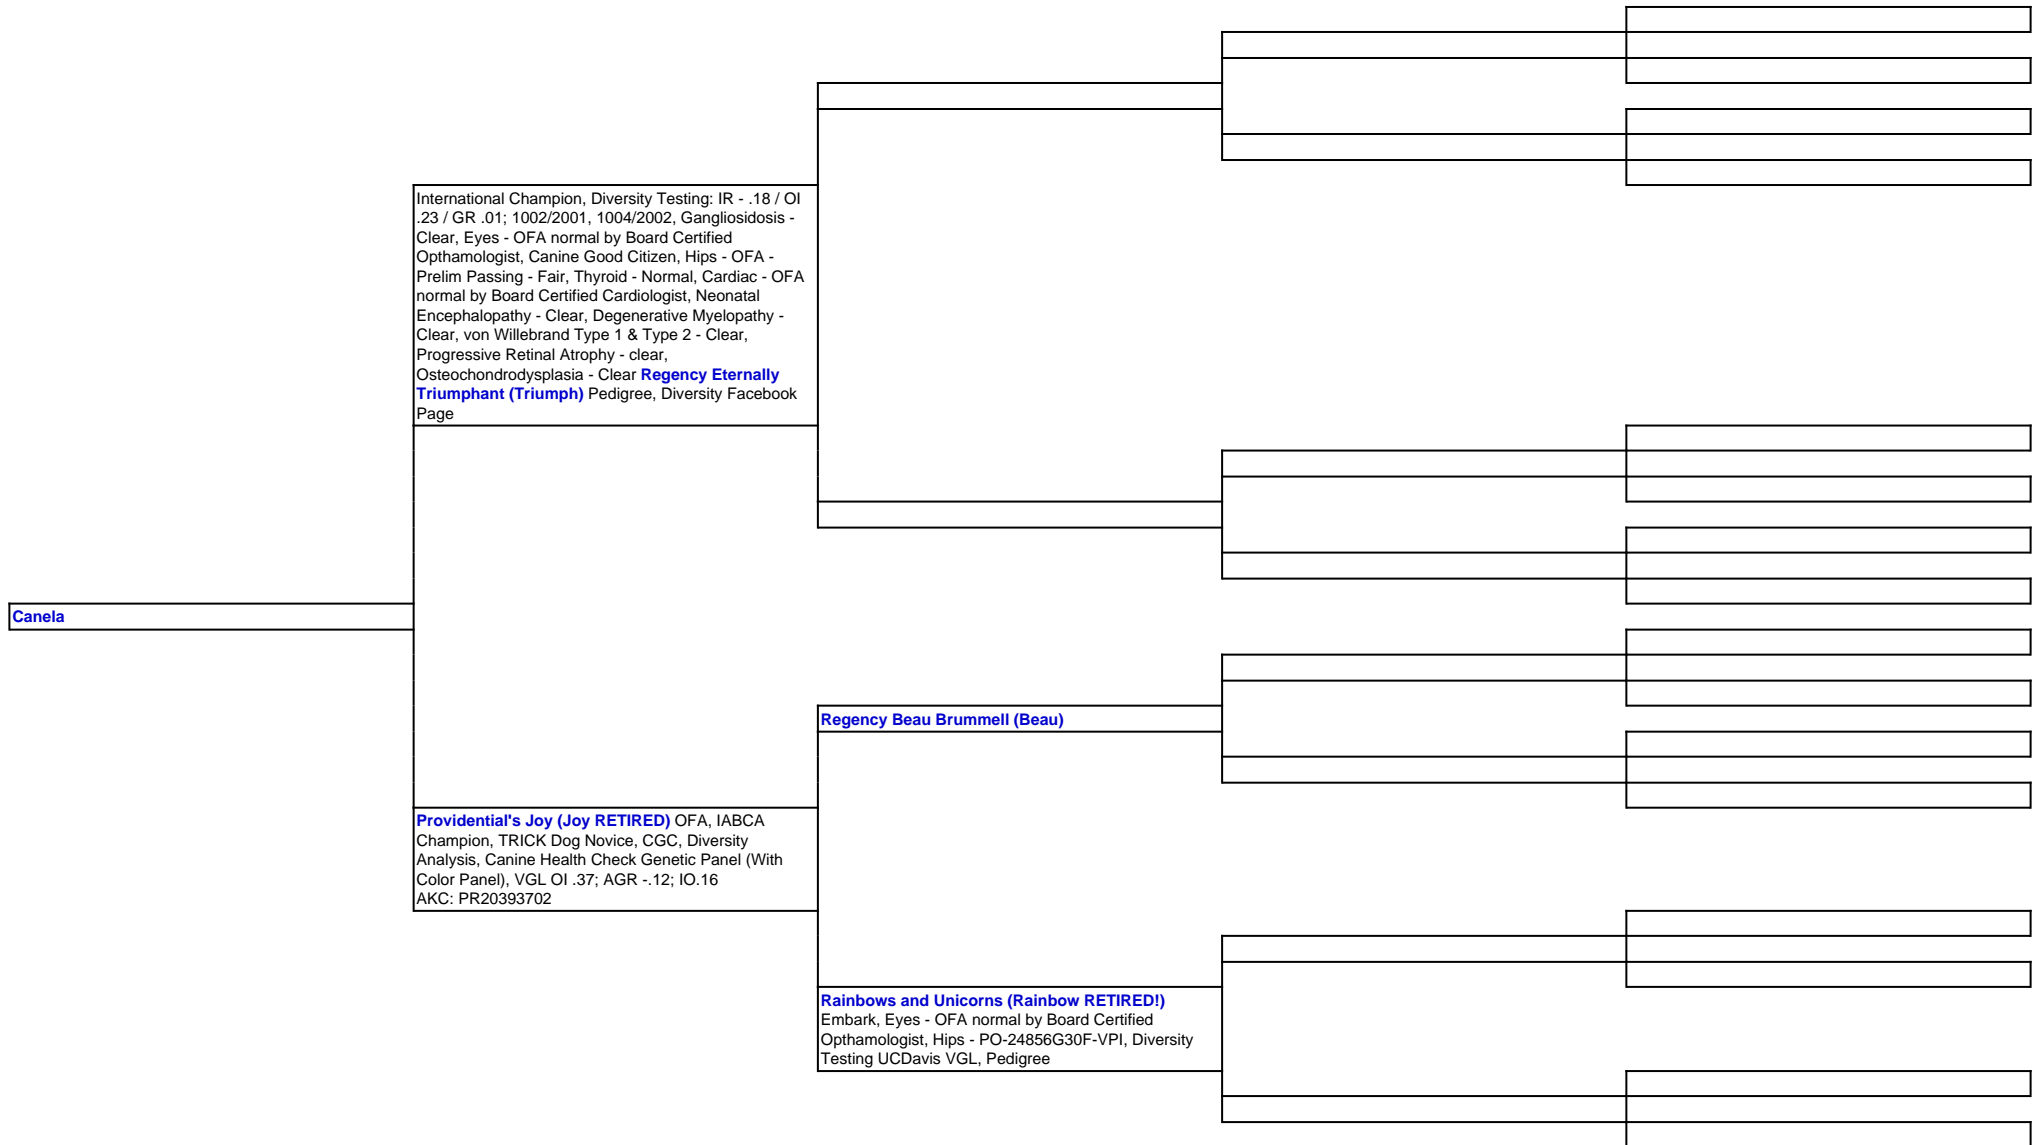 International Champion, Diversity Testing: IR - .18 / OI
.23 / GR .01; 1002/2001, 1004/2002, Gangliosidosis -
Clear, Eyes - OFA normal by Board Certified
Opthamologist, Canine Good Citizen, Hips - OFA -
Prelim Passing - Fair, Thyroid - Normal, Cardiac - OFA
normal by Board Certified Cardiologist, Neonatal
Encephalopathy - Clear, Degenerative Myelopathy -
Clear, von Willebrand Type 1 & Type 2 - Clear,
Progressive Retinal Atrophy - clear,
Osteochondrodysplasia - Clear Regency Eternally
Triumphant (Triumph) Pedigree, Diversity Facebook
Page
Canela
Regency Beau Brummell (Beau)
Providential's Joy (Joy RETIRED) OFA, IABCA
Champion, TRICK Dog Novice, CGC, Diversity
Analysis, Canine Health Check Genetic Panel (With
Color Panel), VGL OI .37; AGR -.12; IO.16
AKC: PR20393702
Rainbows and Unicorns (Rainbow RETIRED!)
Embark, Eyes - OFA normal by Board Certified
Opthamologist, Hips - PO-24856G30F-VPI, Diversity
Testing UCDavis VGL, Pedigree